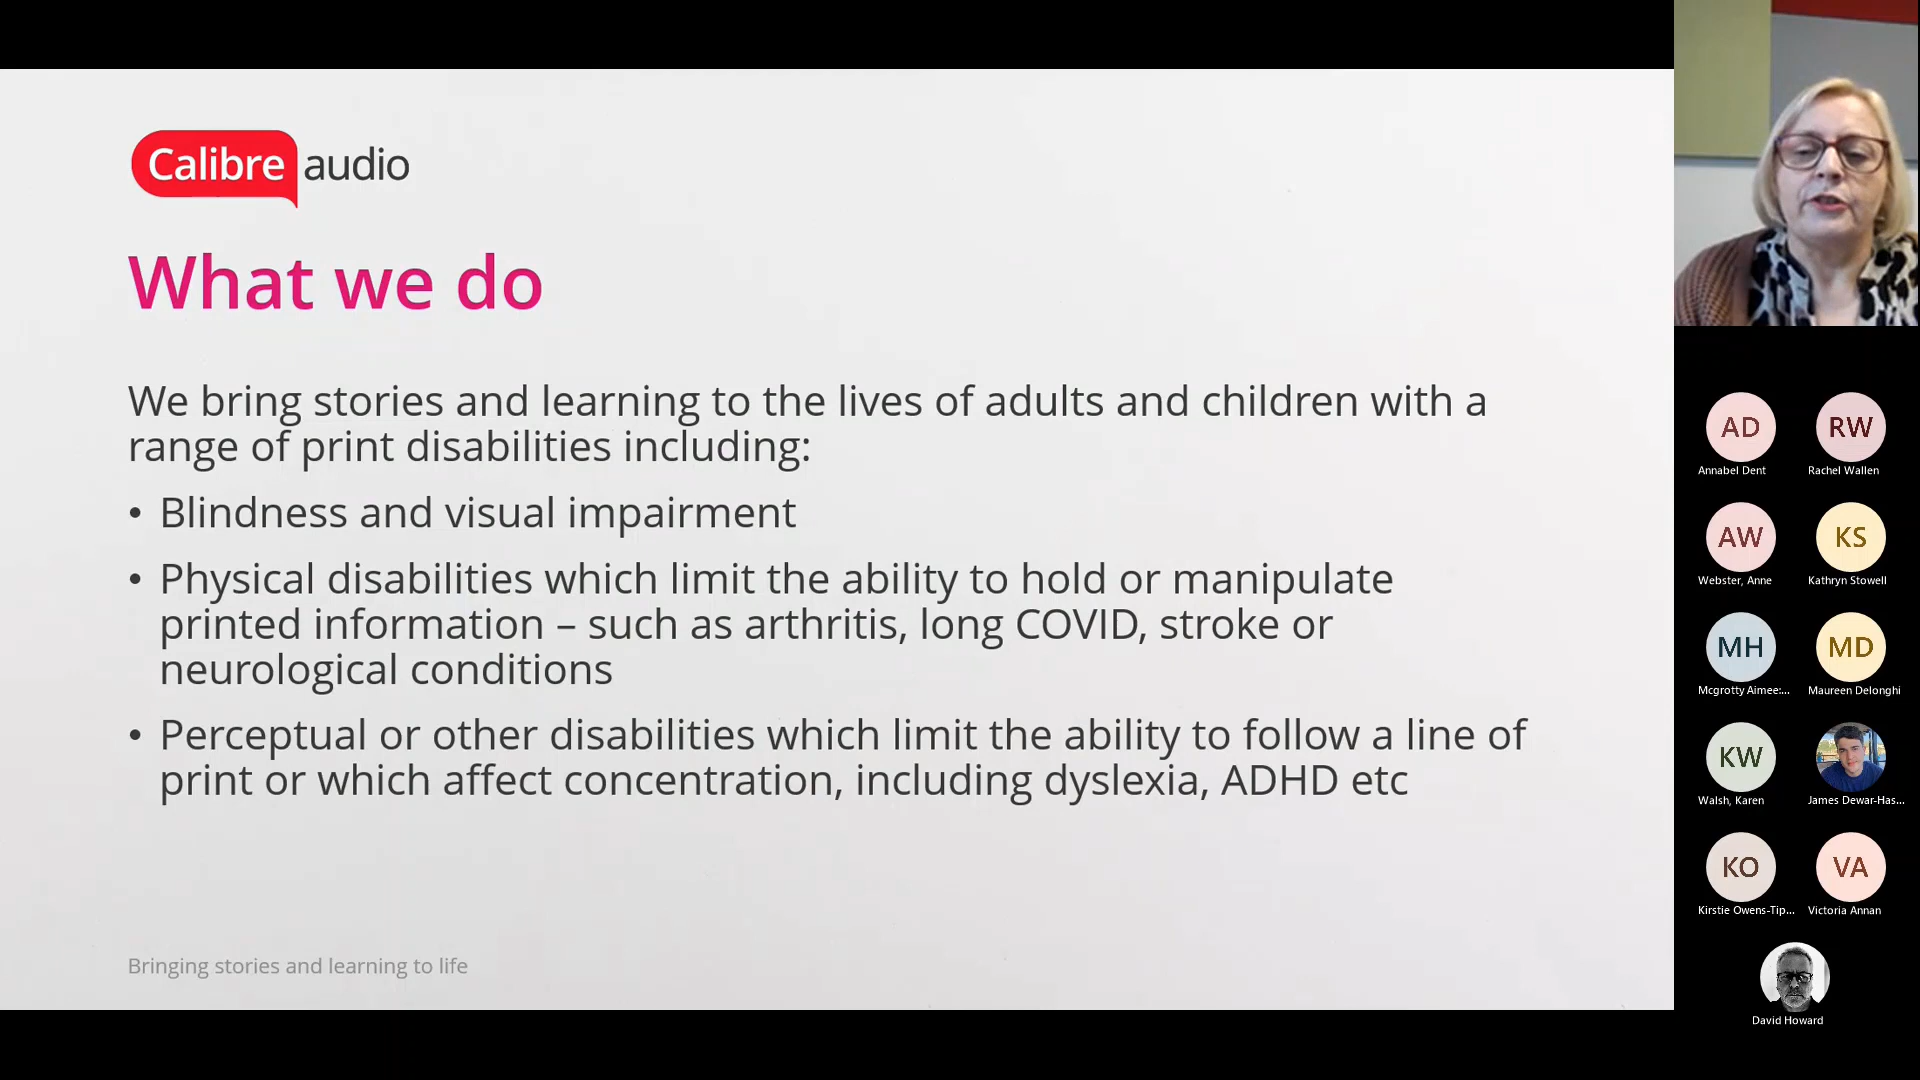 Calibre audio
What we do
We bring stories and learning to the lives of adults and children with a
range of print disabilities including:
• Blindness and visual impairment
• Physical disabilities which limit the ability to hold or manipulate
printed information – such as arthritis, long COVID, stroke or
neurological conditions
• Perceptual or other disabilities which limit the ability to follow a line of
print or which affect concentration, including dyslexia, ADHD etc
Bringing stories and learning to life
AD RW
Annabel Dent Rachel Wallen
AW KS
Webster, Anne Kathryn Stowell
MH MD
Mcgrotty Aimee:... Maureen Delonghi
KW
Walsh, Karen James Dewar-Has...
KO VA
Kirstie Owens-Tip... Victoria Annan
David Howard